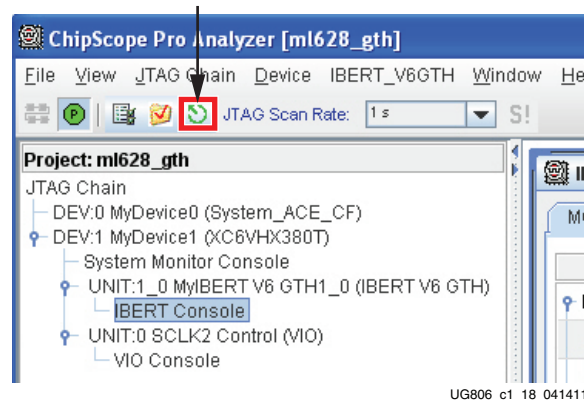 ChipScope Pro Analyzer [ml628_gth]
File View JTAG Chain Device IBERT_V6GTH Window He
P JTAG Scan Rate: 1 s S!
Project: ml628_gth
JTAG Chain
DEV:0 MyDevice0 (System_ACE_CF)
DEV:1 MyDevice1 (XC6VHX380T)
System Monitor Console
UNIT:1_0 MyIBERT V6 GTH1_0 (IBERT V6 GTH)
IBERT Console
UNIT:0 SCLK2 Control (VIO)
VIO Console
UG806_c1_18_041411